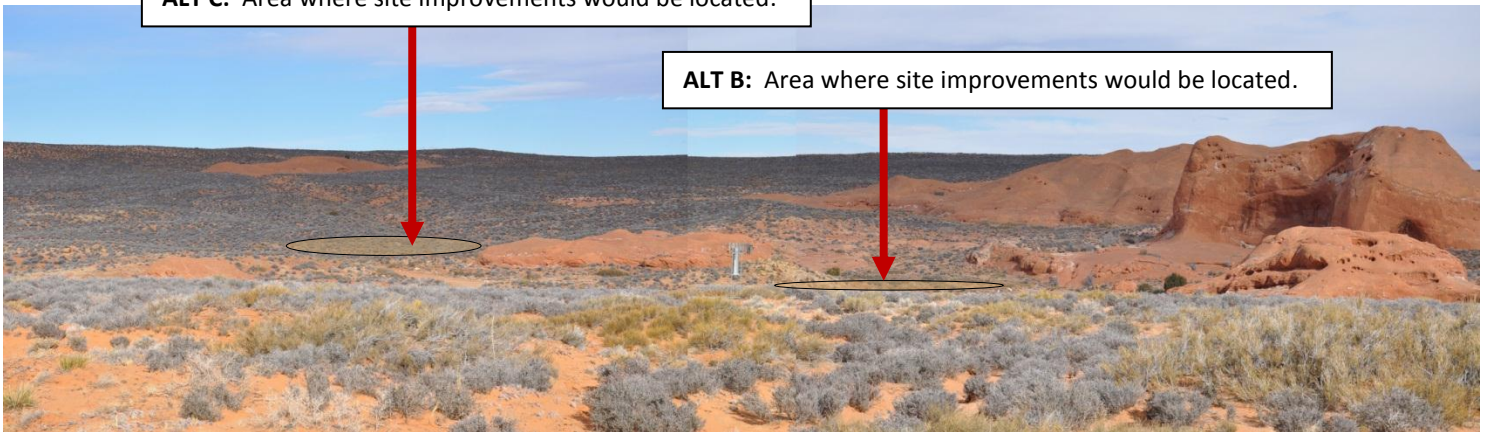 ALT C: Area where site improvements would be located.
ALT B: Area where site improvements would be located.